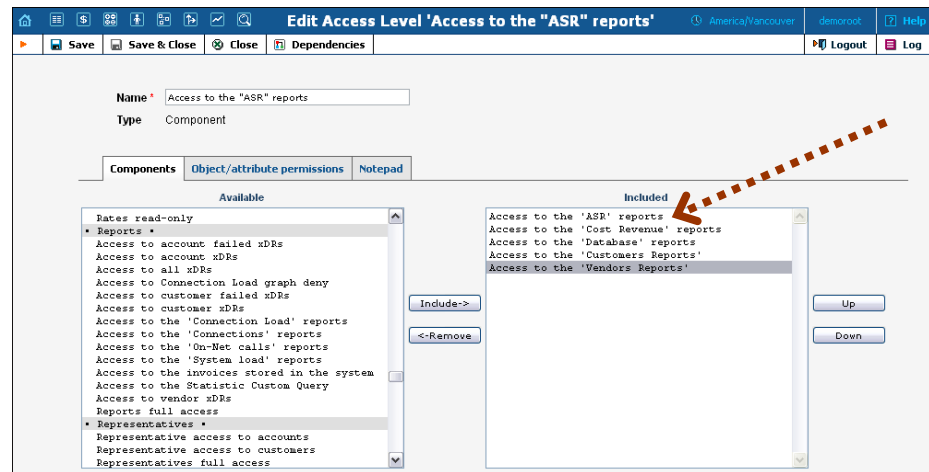 Edit Access Level 'Access to the "ASR" reports' America/Vancouver demoroot Help
Save Save & Close Close Dependencies Logout Log
Name * Access to the "ASR" reports
Type Component
Components Object/attribute permissions Notepad
Available
Rates read-only
• Reports •
Access to account failed xDRs
Access to account xDRs
Access to all xDRs
Access to Connection Load graph deny
Access to customer failed xDRs
Access to customer xDRs
Access to the 'Connection Load' reports
Access to the 'Connections' reports
Access to the 'On-Net calls' reports
Access to the 'System load' reports
Access to the invoices stored in the system
Access to the Statistic Custom Query
Access to vendor xDRs
Reports full access
• Representatives •
Representative access to accounts
Representative access to customers
Representatives full access
Include->
<-Remove
Included
Access to the 'ASR' reports
Access to the 'Cost Revenue' reports
Access to the 'Database' reports
Access to the 'Customers Reports'
Access to the 'Vendors Reports'
Up
Down